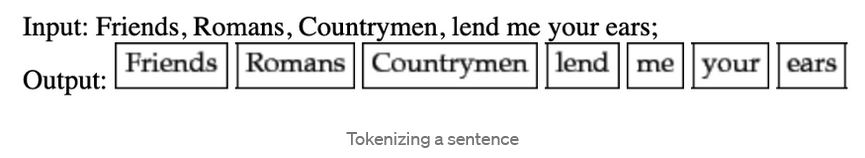 Input: Friends, Romans, Countrymen, lend me your ears;
Output: Friends Romans Countrymen lend me your ears
Tokenizing a sentence